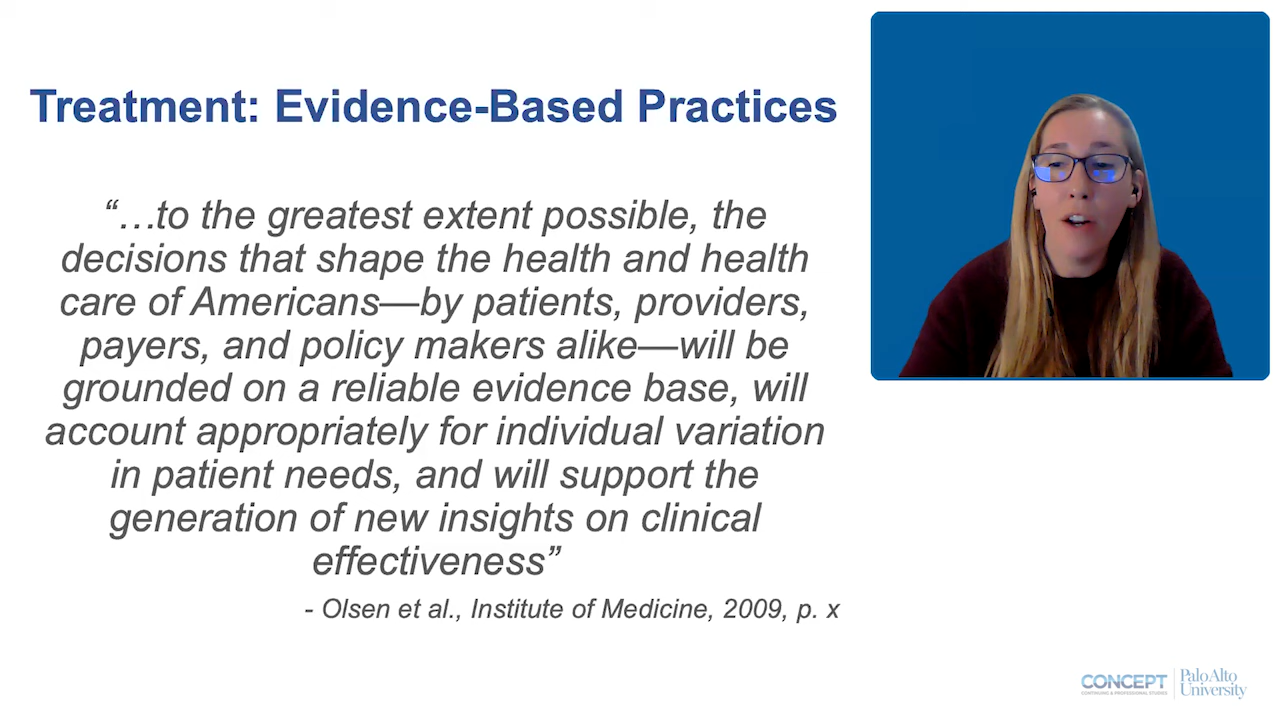 Treatment: Evidence-Based Practices
“…to the greatest extent possible, the
decisions that shape the health and health
care of Americans—by patients, providers,
payers, and policy makers alike—will be
grounded on a reliable evidence base, will
account appropriately for individual variation
in patient needs, and will support the
generation of new insights on clinical
effectiveness”
- Olsen et al., Institute of Medicine, 2009, p. x
CONCEPT
CONTINUING & PROFESSIONAL STUDIES
Palo Alto
University